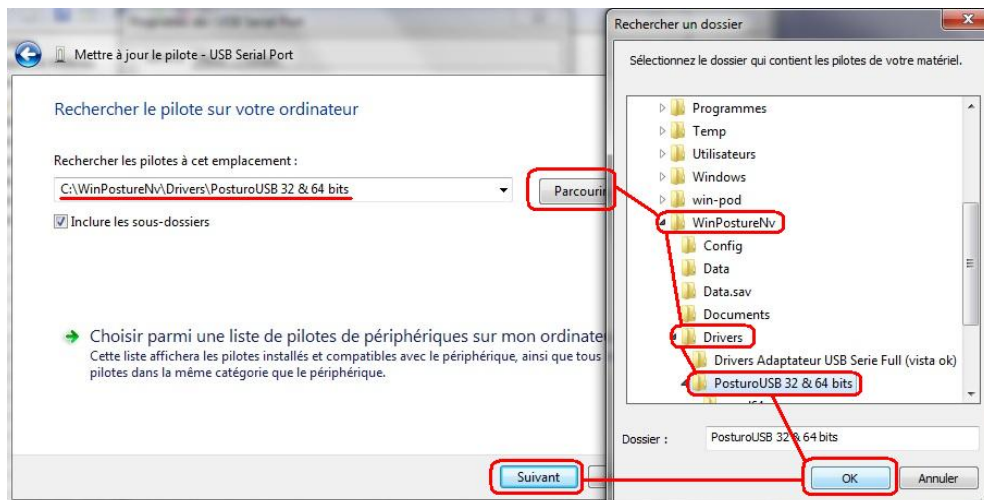 Mettre à jour le pilote - USB Serial Port
Rechercher le pilote sur votre ordinateur
Rechercher les pilotes à cet emplacement :
C:\WinPostureNv\Drivers\PosturoUSB 32 & 64 bits
Parcourir
Inclure les sous-dossiers
Choisir parmi une liste de pilotes de périphériques sur mon ordinate
Cette liste affichera les pilotes installés et compatibles avec le périphérique, ainsi que tous
pilotes dans la même catégorie que le périphérique.
Suivant
Rechercher un dossier
Sélectionnez le dossier qui contient les pilotes de votre matériel.
Programmes
Temp
Utilisateurs
Windows
win-pod
WinPostureNv
Config
Data
Data.sav
Documents
Drivers
Drivers Adaptateur USB Serie Full (vista ok)
PosturoUSB 32 & 64 bits
Dossier :
PosturoUSB 32 & 64 bits
OK
Annuler